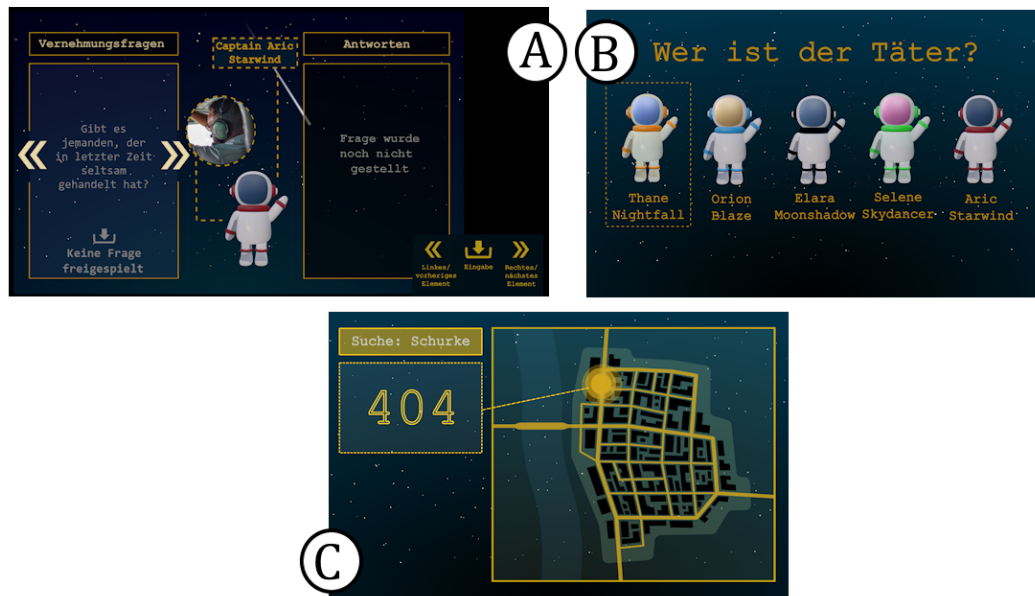 Vernehmungsfragen
Captain Aric
Starwind
Antworten
Gibt es
jemanden, der
in letzter Zeit
seltsam
gehandelt hat?
Keine Frage
freigespielt
Frage wurde
noch nicht
gestellt
Linkes/
vorheriges
Element
Eingabe
Rechtes/
nächstes
Element
A
B
Wer ist der Täter?
Thane
Nightfall
Orion
Blaze
Elara
Moonshadow
Selene
Skydancer
Aric
Starwind
Suche: Schurke
404
C